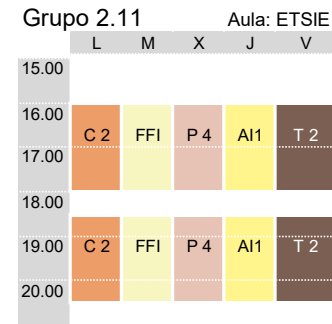 Grupo 2.11 Aula: ETSIE
L M X J V
15.00
16.00
C 2 FFI P 4 AI1 T 2
17.00
18.00
19.00 C 2 FFI P 4 AI1 T 2
20.00